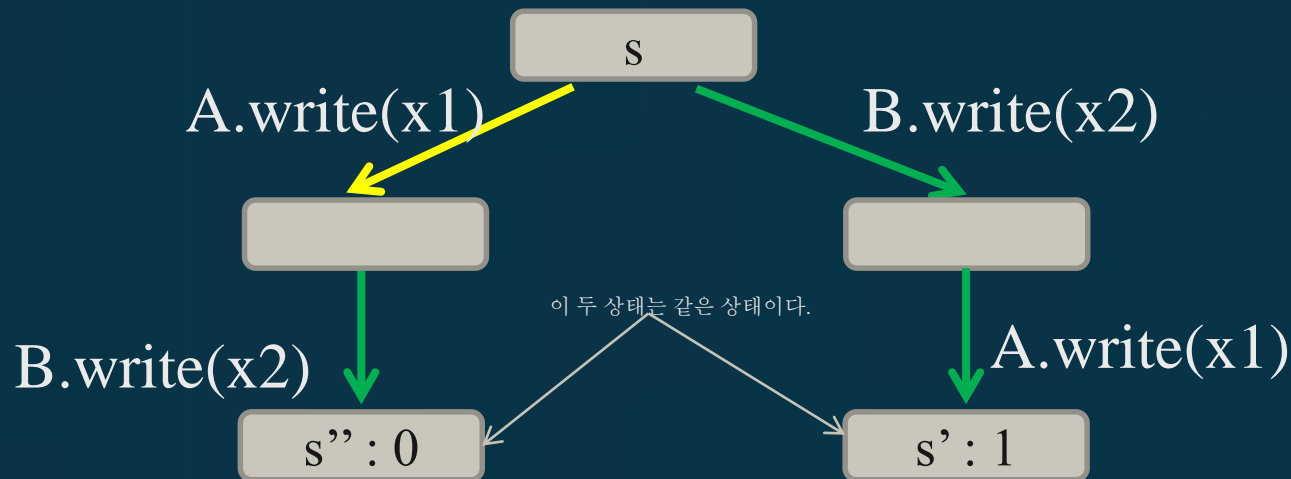 s
A.write(x1)
B.write(x2)
이 두 상태는 같은 상태이다.
B.write(x2)
A.write(x1)
s’’ : 0
s’ : 1